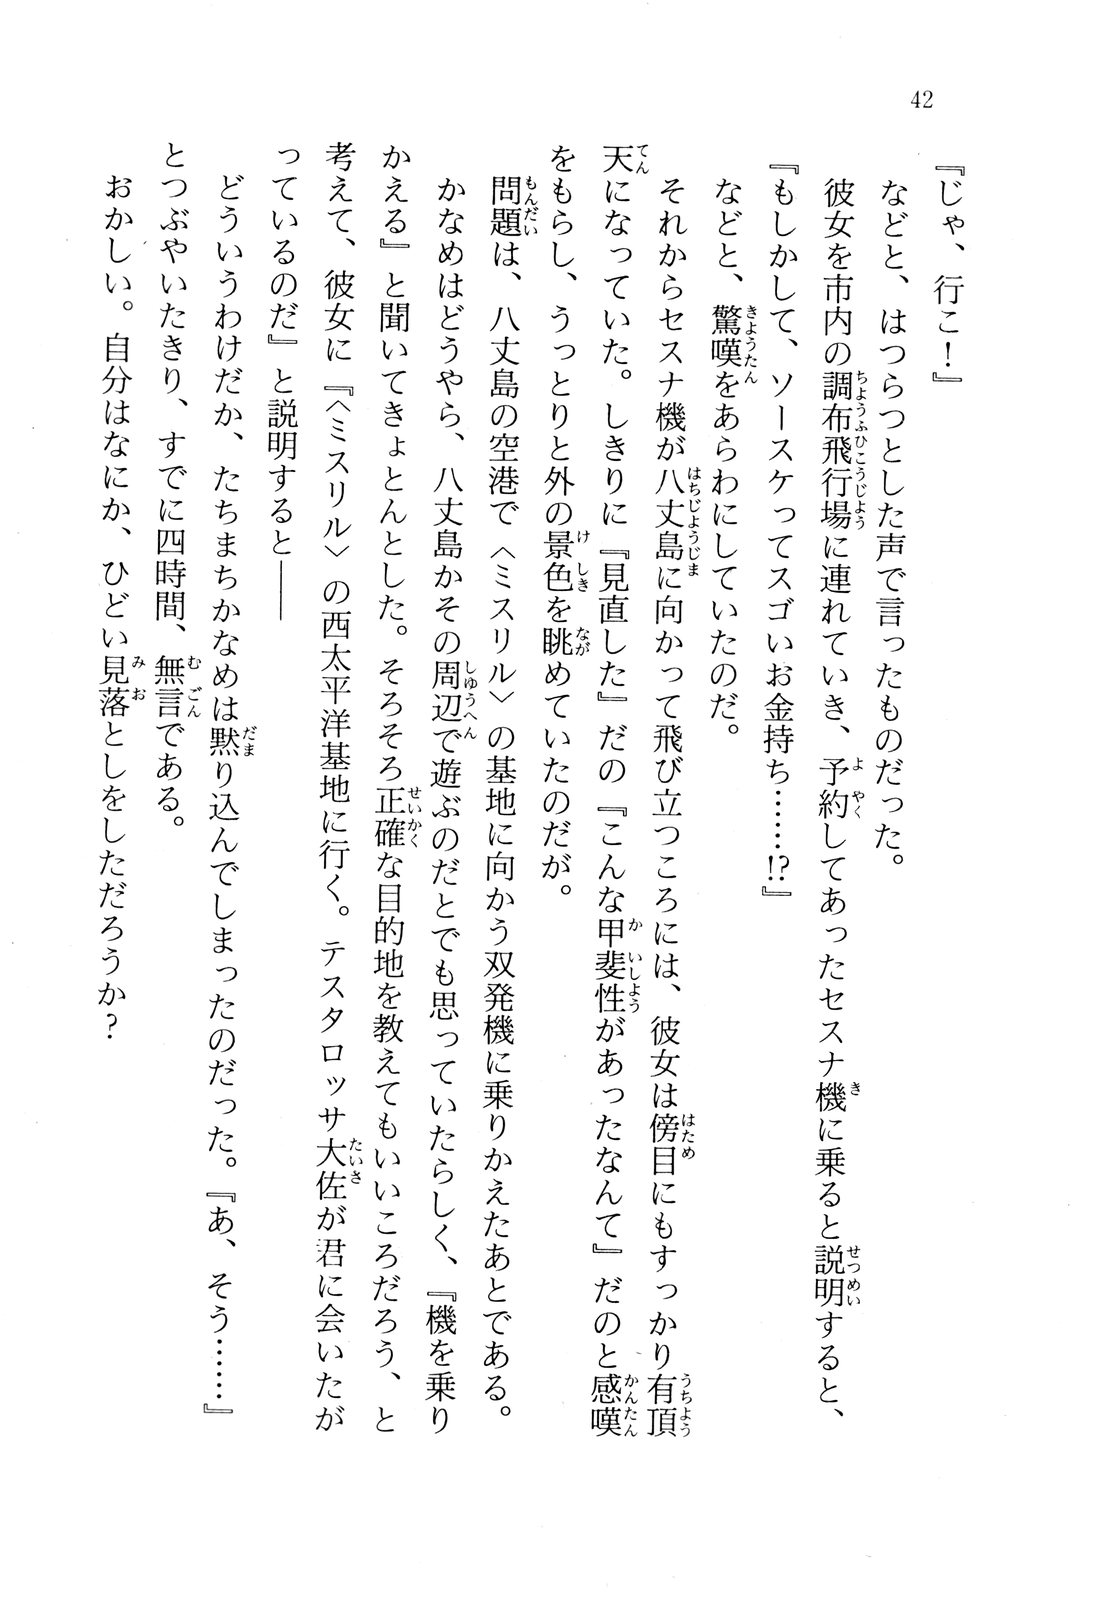 42
『じゃ、行こ！』
などと、はつらつとした声で言ったものだった。
彼女を市内の調布飛行場に連れていき、予約してあったセスナ機に乗ると説明すると、
『もしかして、ソースケってスゴいお金持ち……!?』
などと、驚嘆をあらわにしていたのだ。
それからセスナ機が八丈島に向かって飛び立つころには、彼女は傍目にもすっかり有頂
天になっていた。しきりに『見直した』だの『こんな甲斐性があったなんて』だのと感嘆
をもらし、うっとりと外の景色を眺めていたのだが。
問題は、八丈島の空港で〈ミスリル〉の基地に向かう双発機に乗りかえたあとである。
かなめはどうやら、八丈島かその周辺で遊ぶのだとでも思っていたらしく、『機を乗り
かえる』と聞いてきょとんとした。そろそろ正確な目的地を教えてもいいころだろう、と
考えて、彼女に『〈ミスリル〉の西太平洋基地に行く。テスタロッサ大佐が君に会いたが
っているのだ』と説明すると――
どういうわけだか、たちまちかなめは黙り込んでしまったのだった。『あ、そう……』
とつぶやいたきり、すでに四時間、無言である。
おかしい。自分はなにか、ひどい見落としをしただろうか？